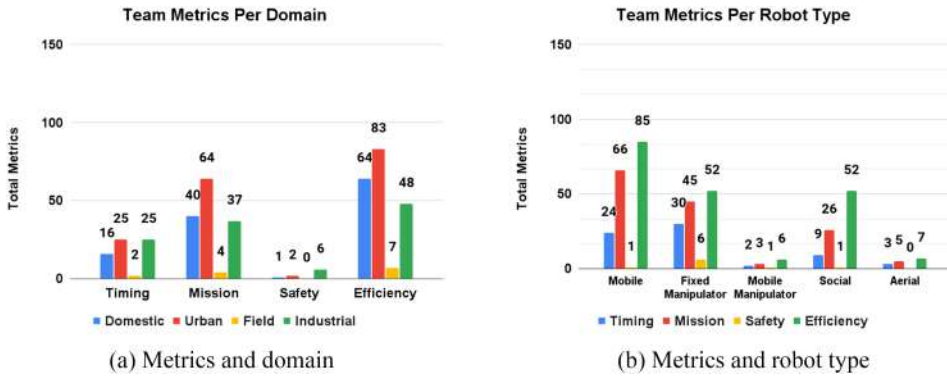 Team Metrics Per Domain
Total Metrics
150
100
50
0
16 25 2 25
40 64 4 37
1 2 0 6
64 83 7 48
Timing Mission Safety Efficiency
Domestic Urban Field Industrial
(a) Metrics and domain
Team Metrics Per Robot Type
Total Metrics
150
100
50
0
24 66 1 85
30 45 6 52
2 3 1 6
9 26 1 52
3 5 0 7
Mobile Fixed Manipulator Mobile Manipulator Social Aerial
Timing Mission Safety Efficiency
(b) Metrics and robot type